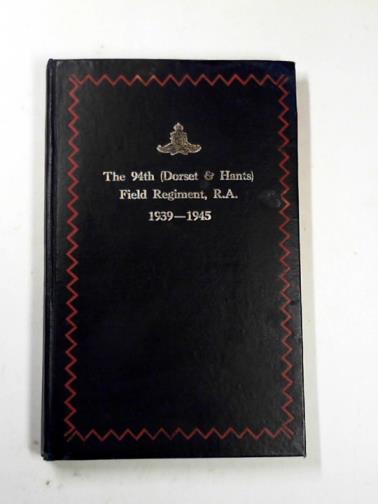 The 94th (Dorset & Hants)
Field Regiment, R.A.
1939—1945